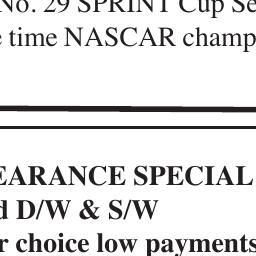 No. 29 SPRINT Cup Se
e time NASCAR champ
EARANCE SPECIAL
d D/W & S/W
r choice low payments